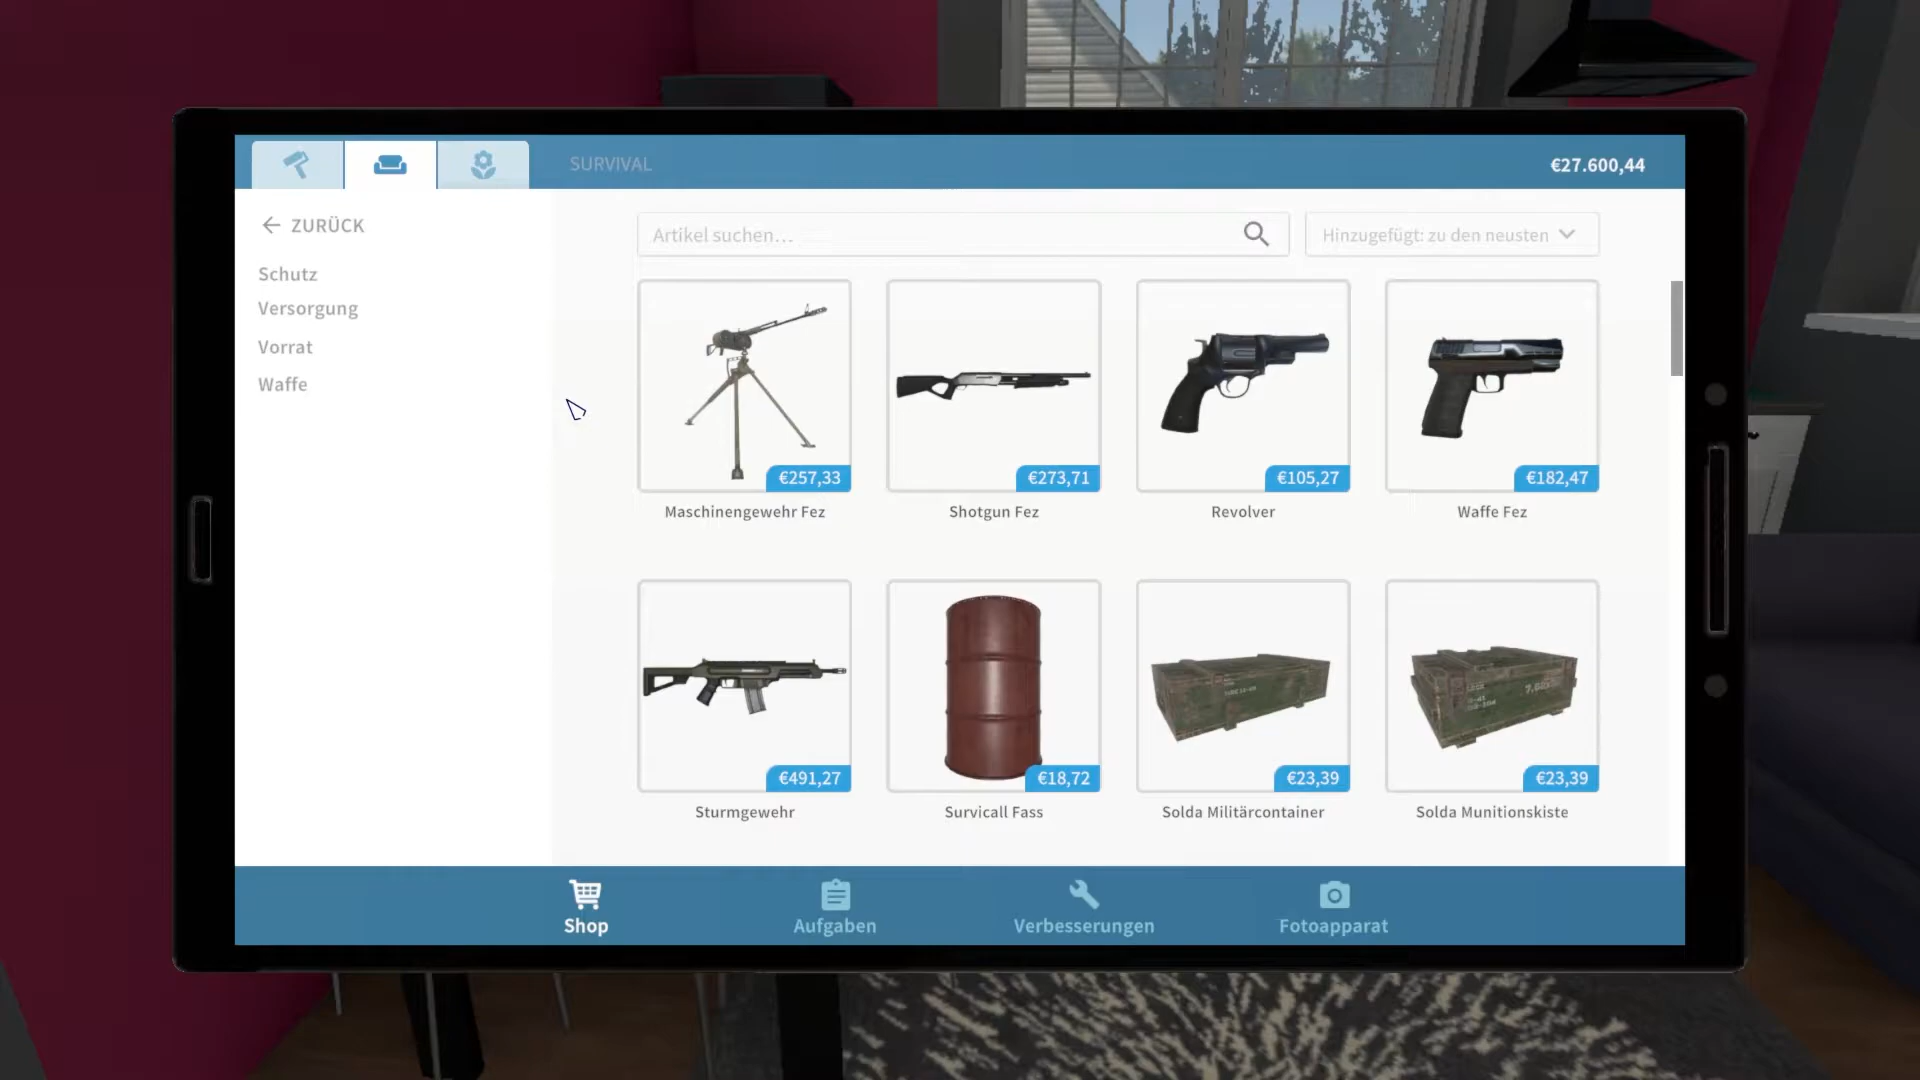 SURVIVAL
€27.600,44
ZURÜCK
Schutz
Versorgung
Vorrat
Waffe
Artikel suchen...
Hinzugefügt: zu den neusten
€257,33
€273,71
€105,27
€182,47
Maschinengewehr Fez
Shotgun Fez
Revolver
Waffe Fez
€491,27
€18,72
€23,39
€23,39
Sturmgewehr
Survicall Fass
Solda Militärcontainer
Solda Munitionskiste
Shop
Aufgaben
Verbesserungen
Fotoapparat